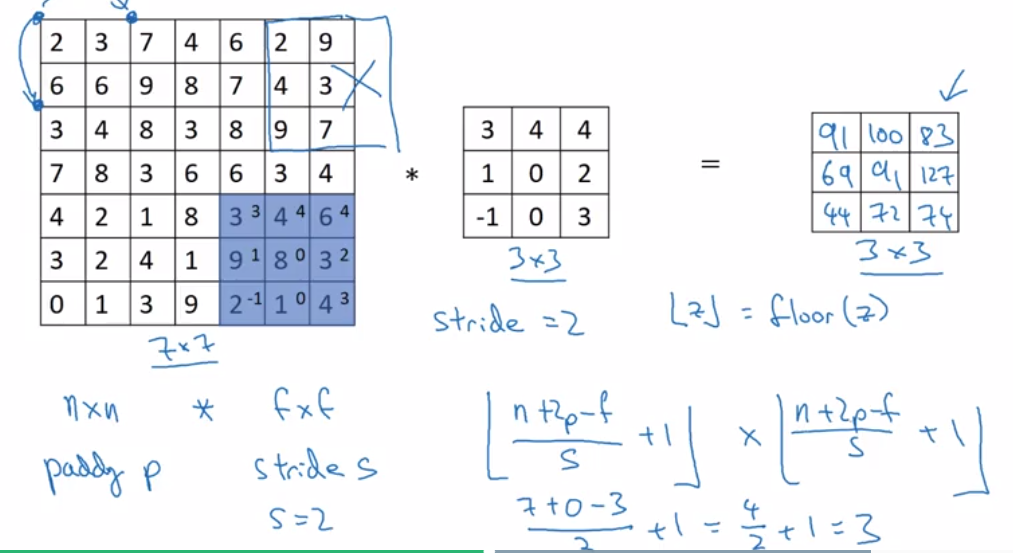 2 3 7 4 6 2 9
6 6 9 8 7 4 3
3 4 8 3 8 9 7
7 8 3 6 6 3 4
4 2 1 8 3 3 4 4 6 4
3 2 4 1 9 1 8 0 3 2
0 1 3 9 2 -1 1 0 4 3
7×7
*
3 4 4
1 0 2
-1 0 3
3×3
stride = 2
=
91 100 83
69 91 127
44 72 74
3×3
⌊z⌋ = floor(z)
n×n * f×f
padding p stride s
s=2
⌊(n+2p-f)/s + 1⌋ × ⌊(n+2p-f)/s + 1⌋
(7+0-3)/2 + 1 = 4/2 + 1 = 3